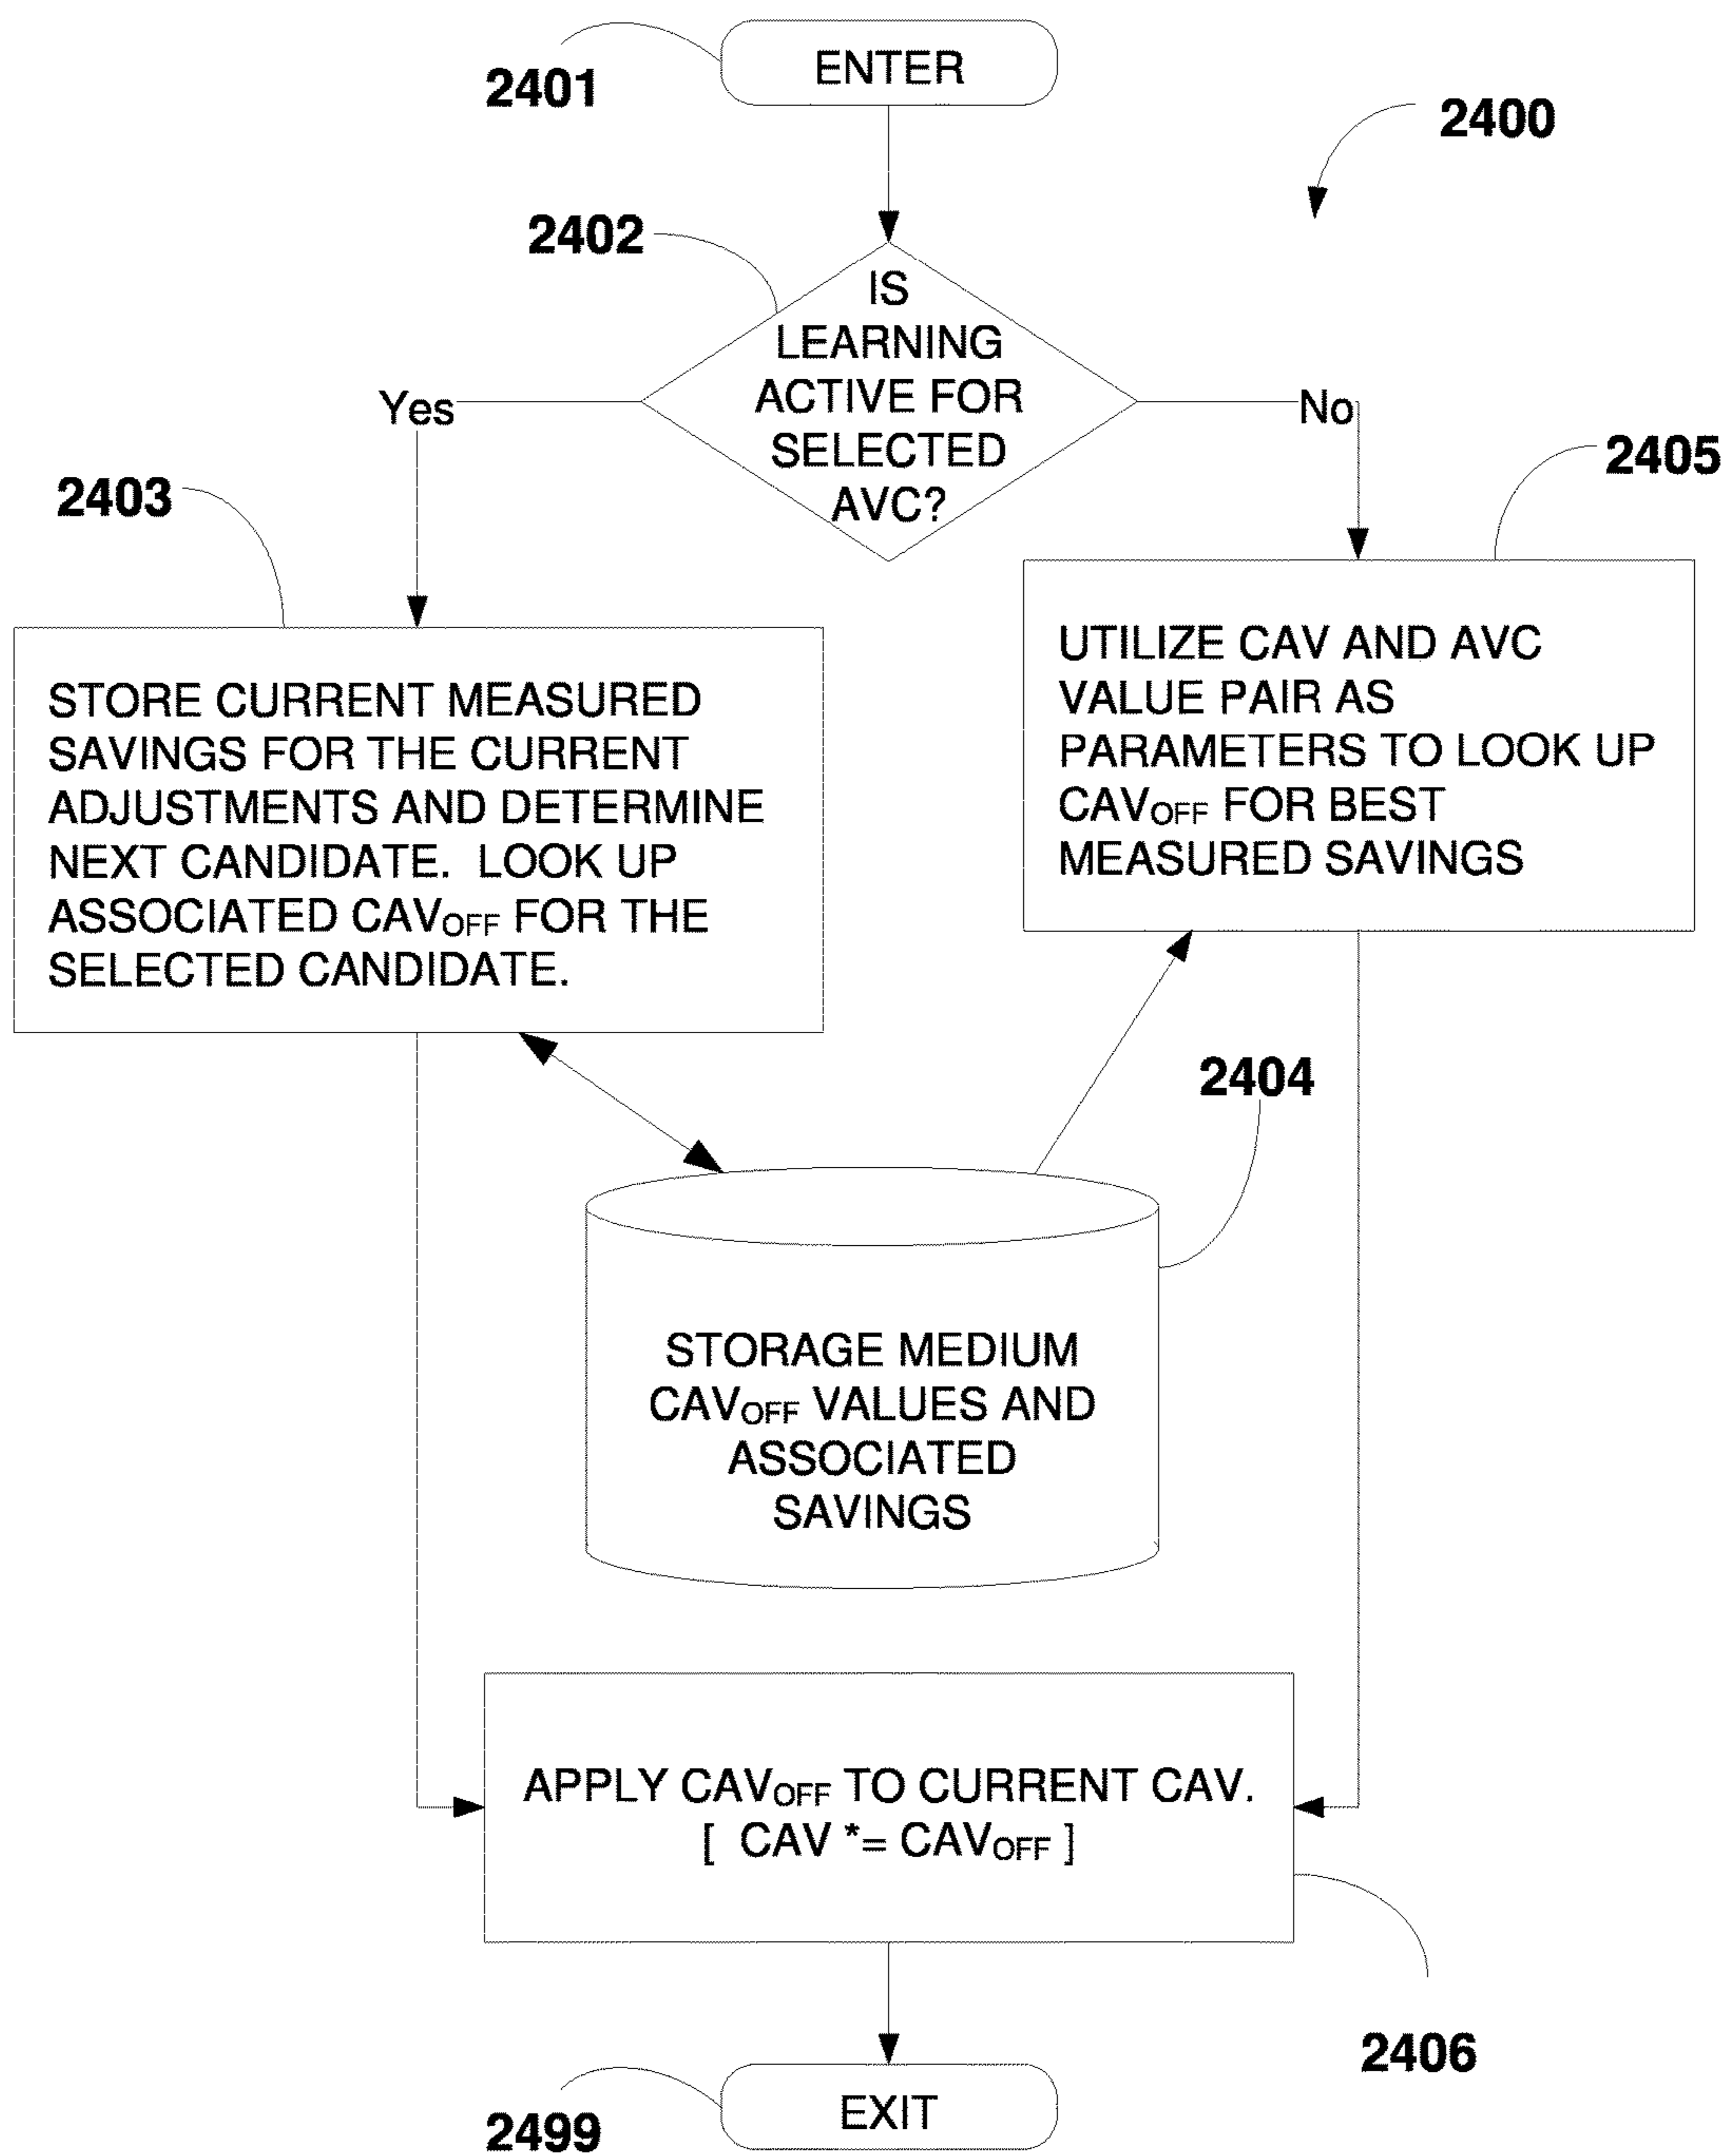 ENTER
2401
2400
2402
IS
LEARNING
ACTIVE FOR
SELECTED
AVC?
Yes
No
2403
2405
STORE CURRENT MEASURED
SAVINGS FOR THE CURRENT
ADJUSTMENTS AND DETERMINE
NEXT CANDIDATE.  LOOK UP
ASSOCIATED CAVOFF FOR THE
SELECTED CANDIDATE.
UTILIZE CAV AND AVC
VALUE PAIR AS
PARAMETERS TO LOOK UP
CAVOFF FOR BEST
MEASURED SAVINGS
2404
STORAGE MEDIUM
CAVOFF VALUES AND
ASSOCIATED
SAVINGS
APPLY CAVOFF TO CURRENT CAV.
[ CAV *= CAVOFF ]
2406
EXIT
2499